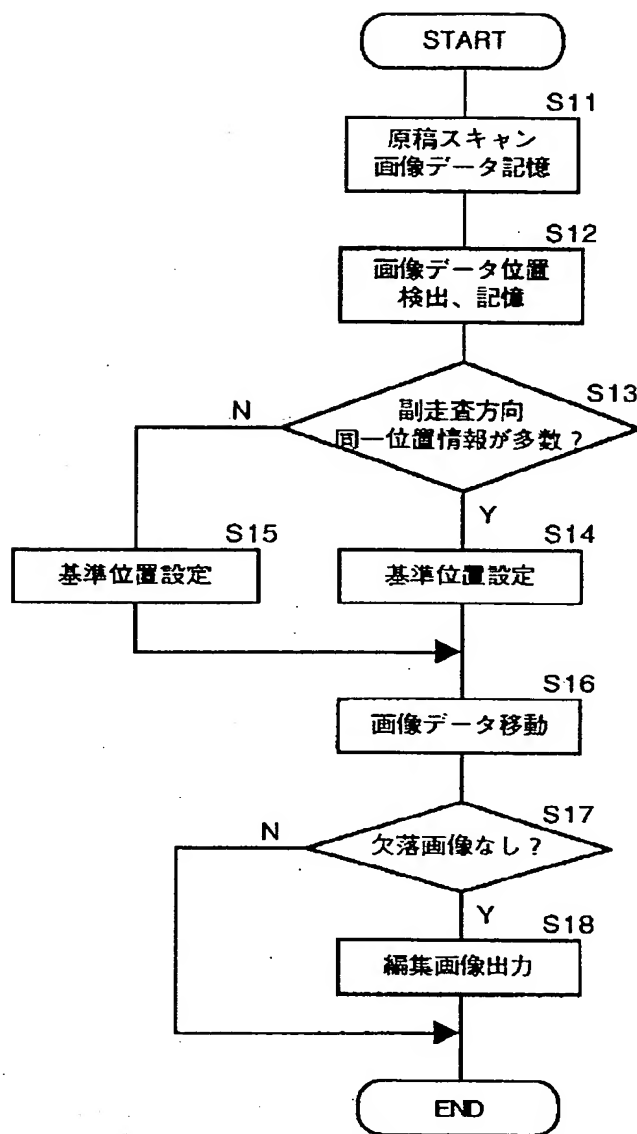 START
S11
原稿スキャン
画像データ記憶
S12
画像データ位置
検出、記憶
S13
N
副走査方向
同一位置情報が多数？
Y
S15
S14
基準位置設定
基準位置設定
S16
画像データ移動
S17
N
欠落画像なし？
Y
S18
編集画像出力
END